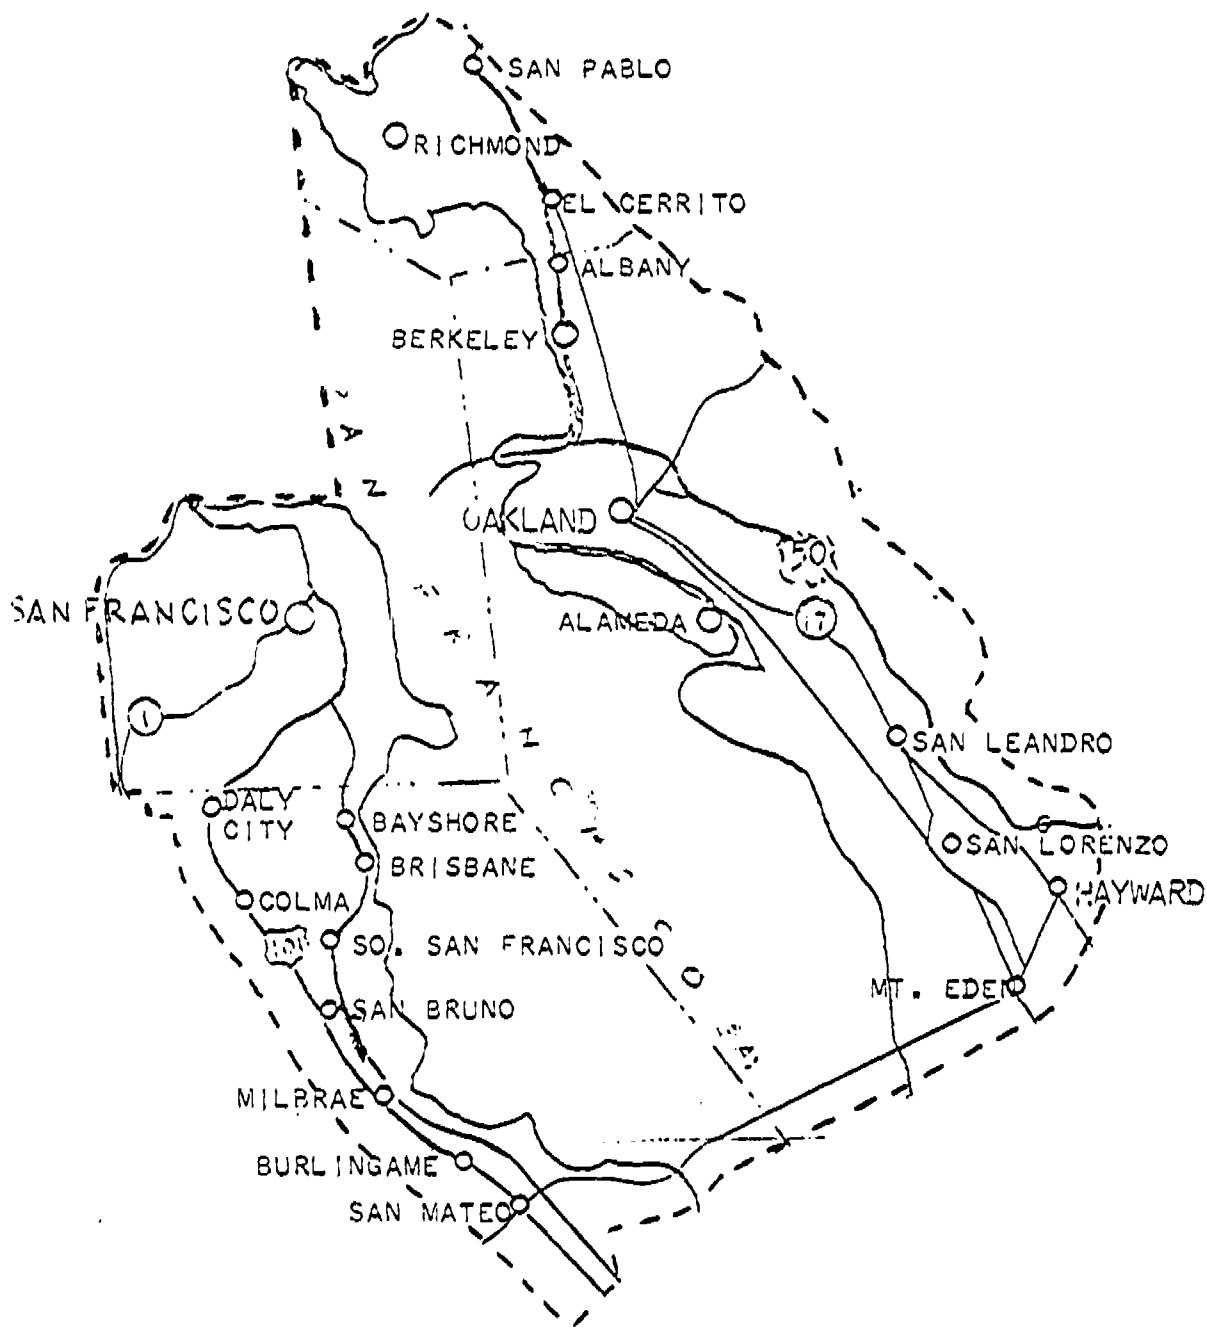 SAN PABLO
RICHMOND
EL CERRITO
ALBANY
BERKELEY
OAKLAND
50
SAN FRANCISCO
ALAMEDA
17
1
SAN LEANDRO
DALY
CITY
BAYSHORE
SAN LORENZO
BRISBANE
HAYWARD
COLMA
101
SO. SAN FRANCISCO
MT. EDEN
SAN BRUNO
MILBRAE
BURLINGAME
SAN MATEO